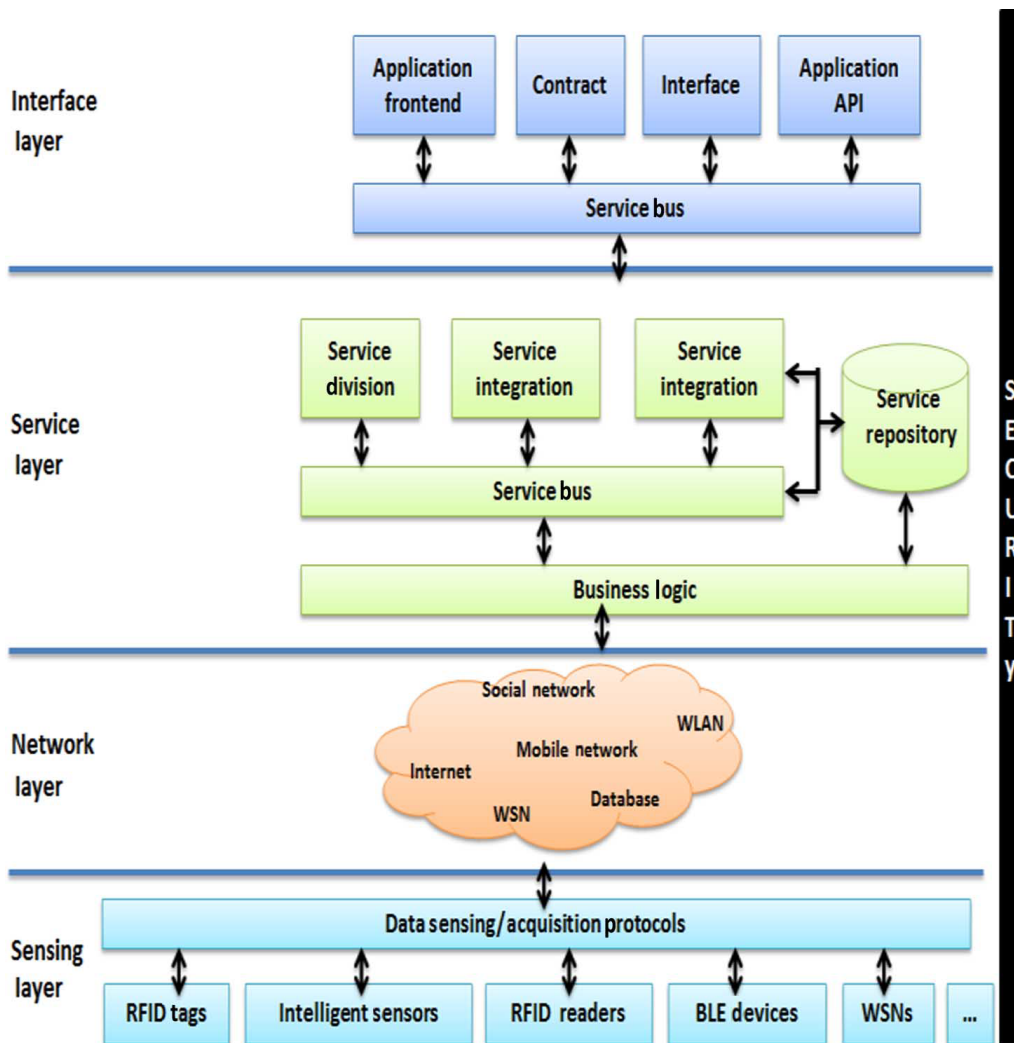 Interface
layer
Application
frontend
Contract
Interface
Application
API
Service bus
Service
layer
Service
division
Service
integration
Service
integration
Service
repository
Service bus
Business logic
Network
layer
Social network
WLAN
Mobile network
Internet
Database
WSN
Sensing
layer
Data sensing/acquisition protocols
RFID tags
Intelligent sensors
RFID readers
BLE devices
WSNs
...
S
E
C
U
R
I
T
y